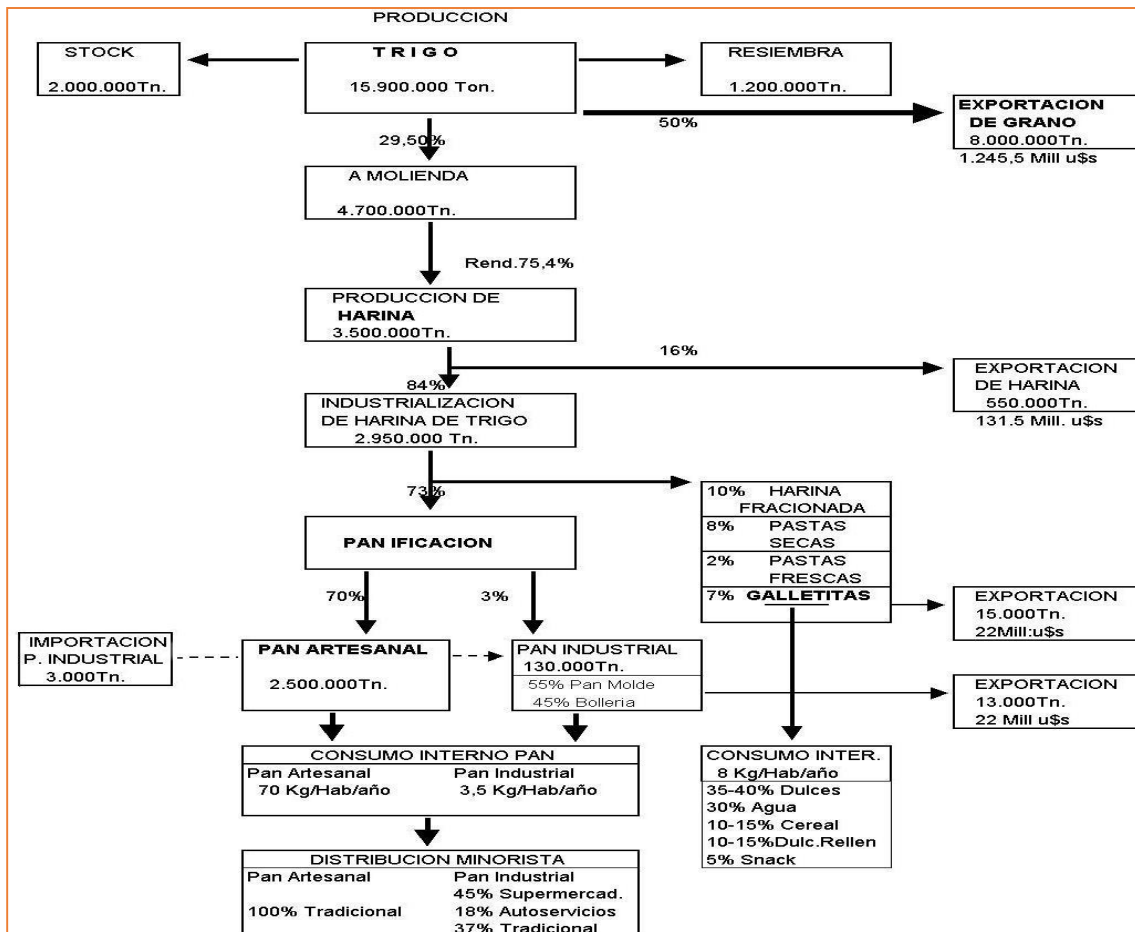 PRODUCCION
STOCK
2.000.000Tn.
T R I G O
15.900.000 Ton.
RESIEMBRA
1.200.000Tn.
50%
EXPORTACION
DE GRANO
8.000.000Tn.
1.245,5 Mill u$s
29,50%
A MOLIENDA
4.700.000Tn.
Rend.75,4%
PRODUCCION DE
HARINA
3.500.000Tn.
16%
EXPORTACION
DE HARINA
550.000Tn.
131.5 Mill. u$s
84%
INDUSTRIALIZACION
DE HARINA DE TRIGO
2.950.000 Tn.
73%
10% HARINA
FRACIONADA
8% PASTAS
SECAS
2% PASTAS
FRESCAS
7% GALLETITAS
PAN IFICACION
EXPORTACION
15.000Tn.
22Mill:u$s
70%
3%
IMPORTACION
P. INDUSTRIAL
3.000Tn.
PAN ARTESANAL
2.500.000Tn.
PAN INDUSTRIAL
130.000Tn.
55% Pan Molde
45% Bolleria
EXPORTACION
13.000Tn.
22 Mill u$s
CONSUMO INTERNO PAN
Pan Artesanal Pan Industrial
70 Kg/Hab/año 3,5 Kg/Hab/año
CONSUMO INTER.
8 Kg/Hab/año
35-40% Dulces
30% Agua
10-15% Cereal
10-15%Dulc.Rellen
5% Snack
DISTRIBUCION MINORISTA
Pan Artesanal Pan Industrial
45% Supermercad.
100% Tradicional 18% Autoservicios
37% Tradicional